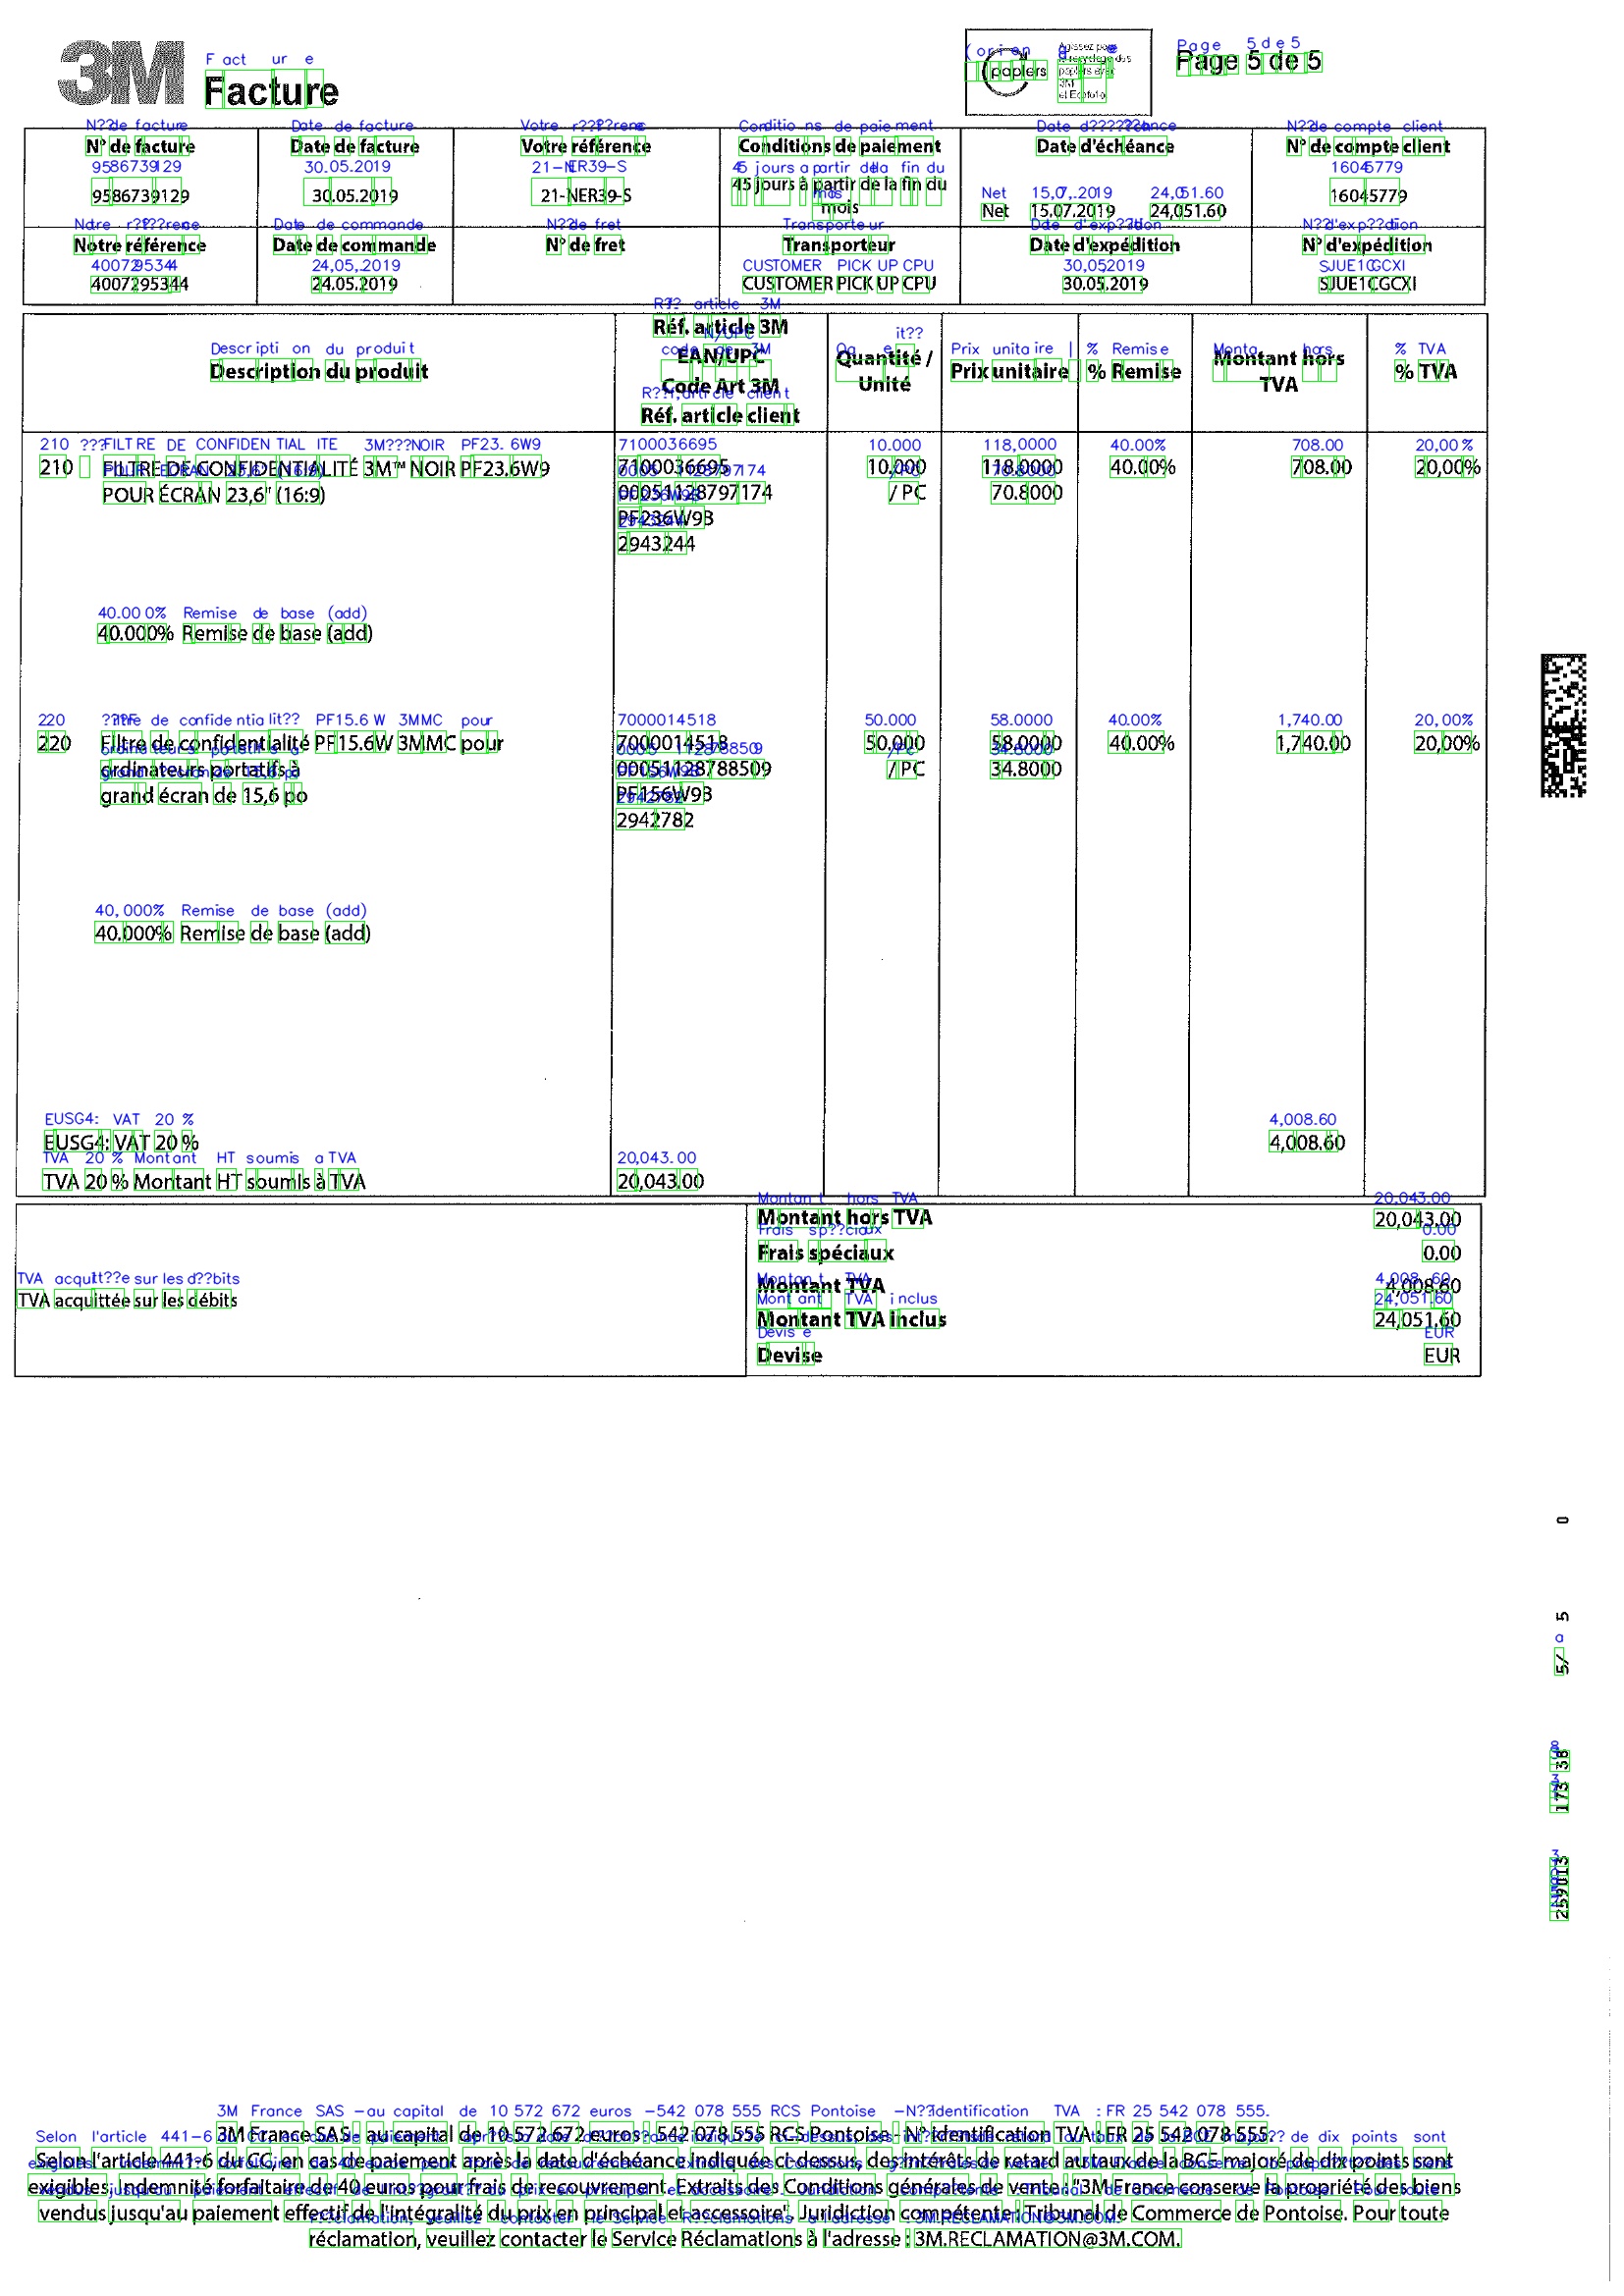 3M Facture
papiers
Agissez pour
le recyclage des
papiers avec
3M
et Ecofolio
Page 5 de 5
N° de facture Date de facture Votre référence Conditions de paiement Date d'échéance N° de compte client
9586739129 30.05.2019 21-NER39-S 45 jours à partir de la fin du mois Net 15.07.2019 24,051.60 16045779
Notre référence Date de commande N° de fret Transporteur Date d'expédition N° d'expédition
4007295344 24.05.2019 CUSTOMER PICK UP CPU 30.05.2019 SJUE1CGCXI
Description du produit Réf. article 3M EAN/UPC Code Art 3M Réf. article client Quantité / Unité Prix unitaire % Remise Montant hors TVA % TVA
210 FILTRE DE CONFIDENTIALITÉ 3M™ NOIR PF23.6W9 7100036695 10.000 118.0000 40.00% 708.00 20,00%
POUR ÉCRAN 23,6" (16:9) 00051128797174 / PC 70.8000
PF236W9B
2943244
40.000% Remise de base (add)
220 Filtre de confidentialité PF15.6W 3MMC pour 7000014518 50.000 58.0000 40.00% 1,740.00 20,00%
ordinateurs portatifs à 00051128788509 / PC 34.8000
grand écran de 15,6 po PF156W9B
2942782
40.000% Remise de base (add)
EUSG4: VAT 20 % 4,008.60
TVA 20 % Montant HT soumis à TVA 20,043.00
Montant hors TVA 20,043.00
Frais spéciaux 0.00
Montant TVA 4,008.60
TVA acquittée sur les débits
Montant TVA inclus 24,051.60
Devise EUR
0
5/ 5
173 38
259013
3M France SAS - au capital de 10 572 672 euros - 542 078 555 RCS Pontoise - N° identification TVA : FR 25 542 078 555.
Selon l'article 441-6 du CC, en cas de paiement après la date d'échéance indiquée ci-dessus, des intérêts de retard au taux de la BCE majoré de dix points sont
exigibles. Indemnité forfaitaire de 40 euros pour frais de recouvrement. Extraits des Conditions générales de vente : "3M France conserve la propriété des biens
vendus jusqu'au paiement effectif de l'intégralité du prix en principal et accessoire". Juridiction compétente : Tribunal de Commerce de Pontoise. Pour toute
réclamation, veuillez contacter le Service Réclamations à l'adresse : 3M.RECLAMATION@3M.COM.